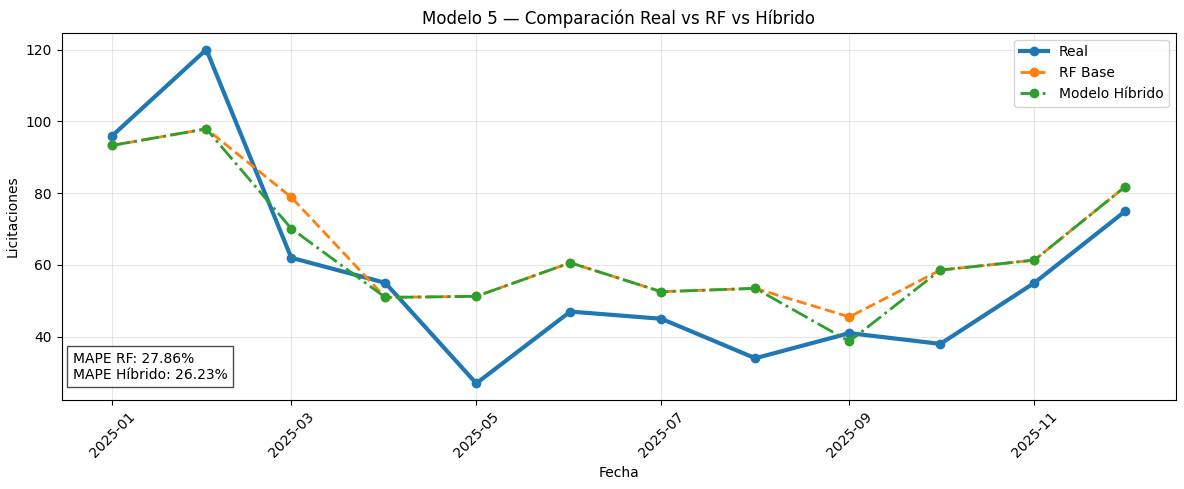 Modelo 5 — Comparación Real vs RF vs Híbrido
Real
RF Base
Modelo Híbrido
Licitaciones
120
100
80
60
40
MAPE RF: 27.86%
MAPE Híbrido: 26.23%
2025-01
2025-03
2025-05
2025-07
2025-09
2025-11
Fecha